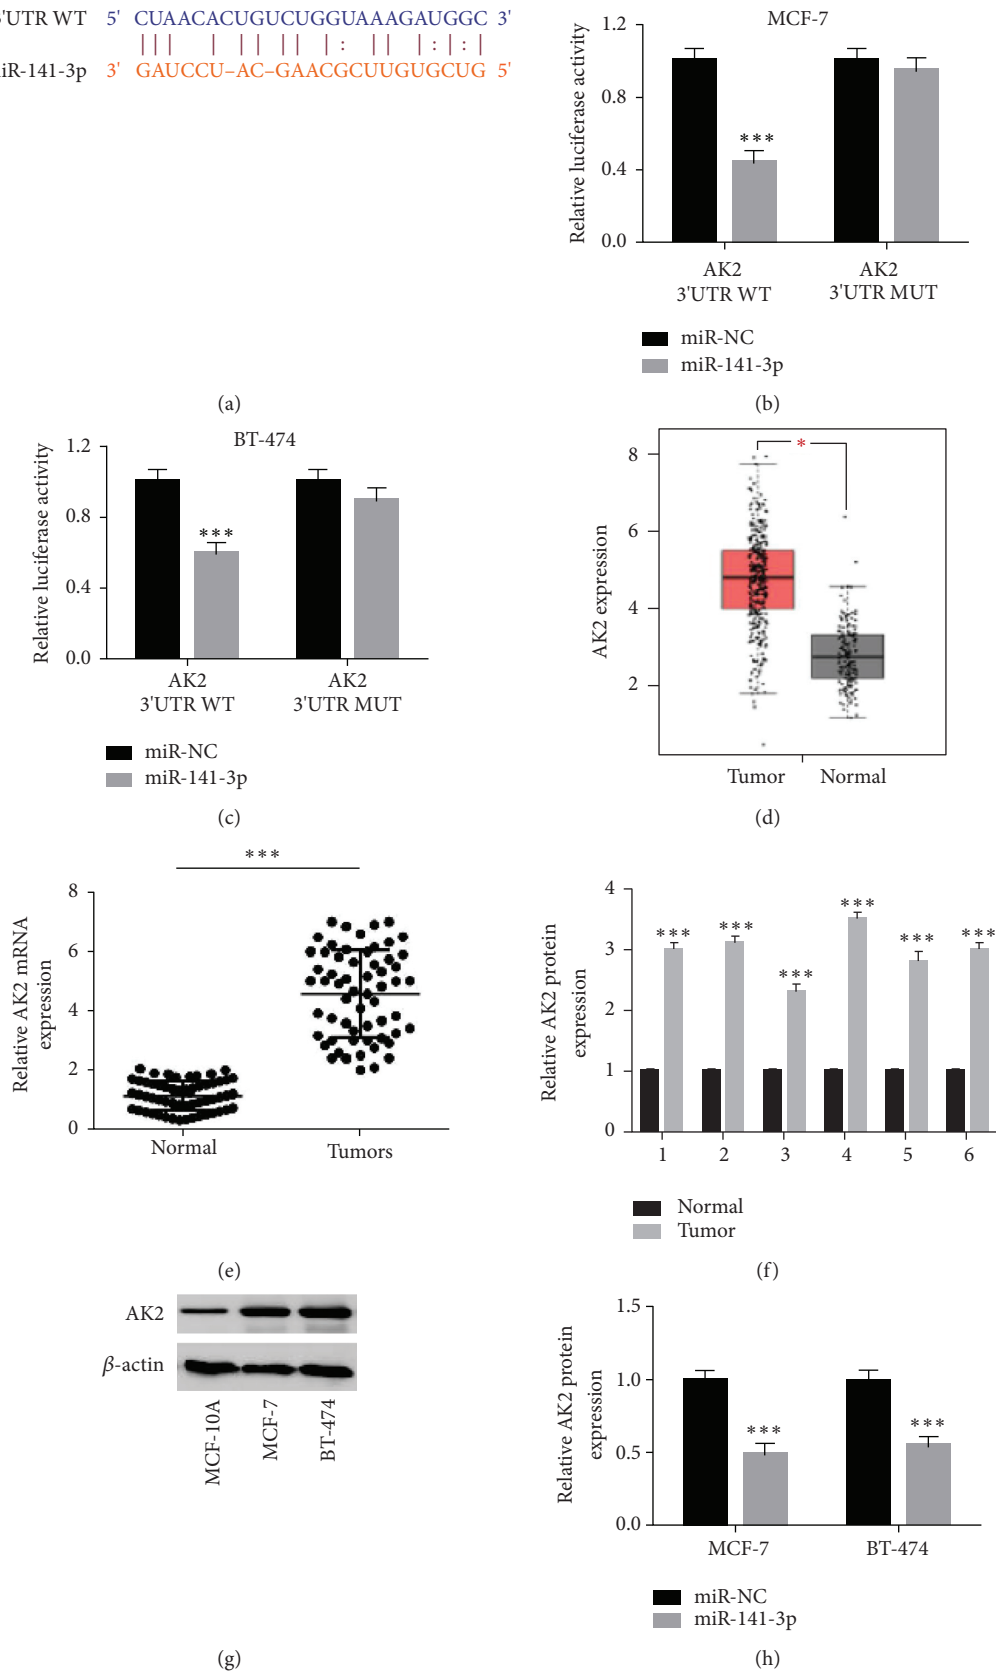 3'UTR WT 5' CUAACACUGUCUGGUAAAGAUGGC 3'
miR-141-3p 3' GAUCCU–AC–GAACGCUUGUGCUG 5'
(a)
MCF-7
Relative luciferase activity
1.2
0.8
0.4
0.0
***
AK2 3'UTR WT
AK2 3'UTR MUT
miR-NC
miR-141-3p
(b)
BT-474
Relative luciferase activity
1.2
0.8
0.4
0.0
***
AK2 3'UTR WT
AK2 3'UTR MUT
miR-NC
miR-141-3p
(c)
AK2 expression
8
6
4
2
*
Tumor Normal
(d)
***
Relative AK2 mRNA expression
8
6
4
2
0
Normal Tumors
(e)
Relative AK2 protein expression
4
3
2
1
0
*** *** *** *** *** ***
1 2 3 4 5 6
Normal
Tumor
(f)
AK2
β-actin
MCF-10A
MCF-7
BT-474
(g)
Relative AK2 protein expression
1.5
1.0
0.5
0.0
*** ***
MCF-7 BT-474
miR-NC
miR-141-3p
(h)